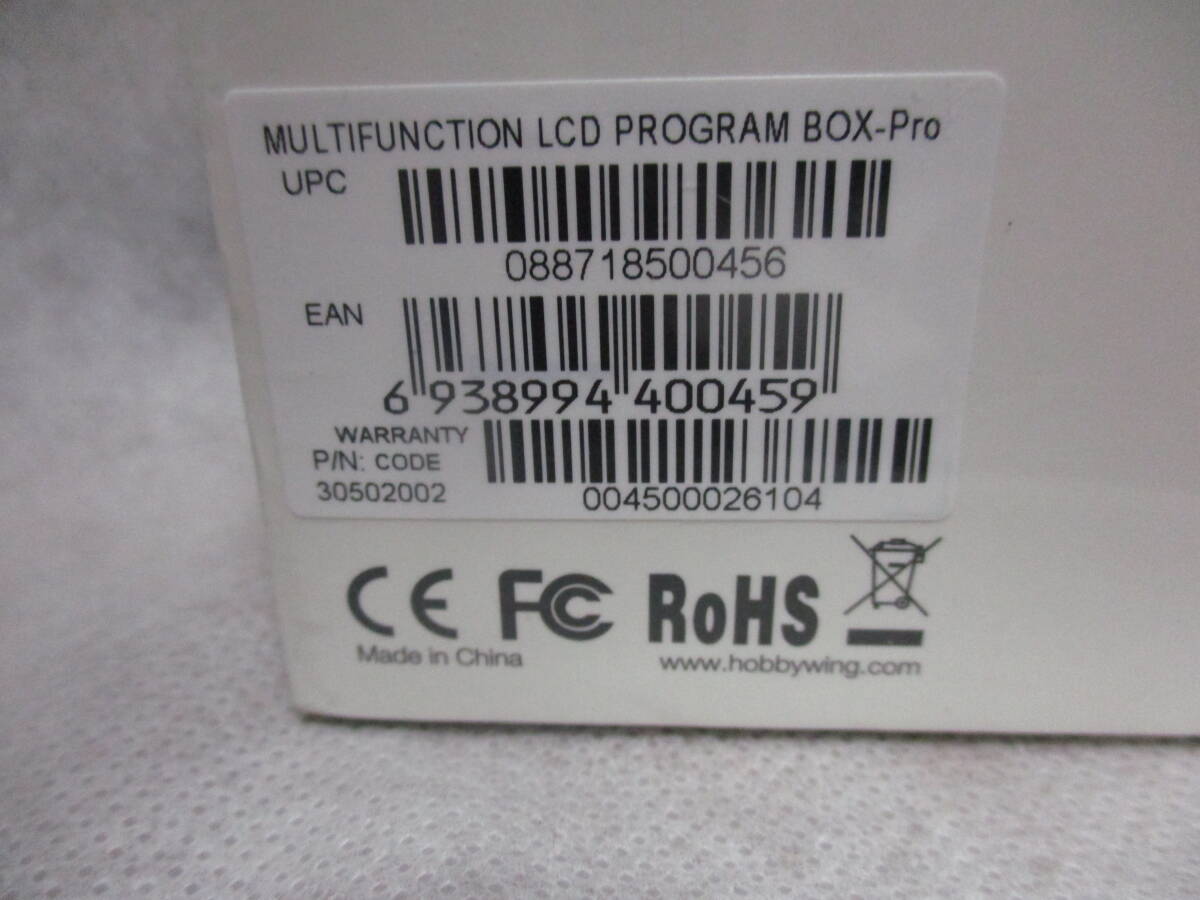 MULTIFUNCTION LCD PROGRAM BOX-Pro
UPC
088718500456
EAN
6 938994 400459
WARRANTY
P/N: CODE
30502002
004500026104
CE FC RoHS
Made in China
www.hobbywing.com